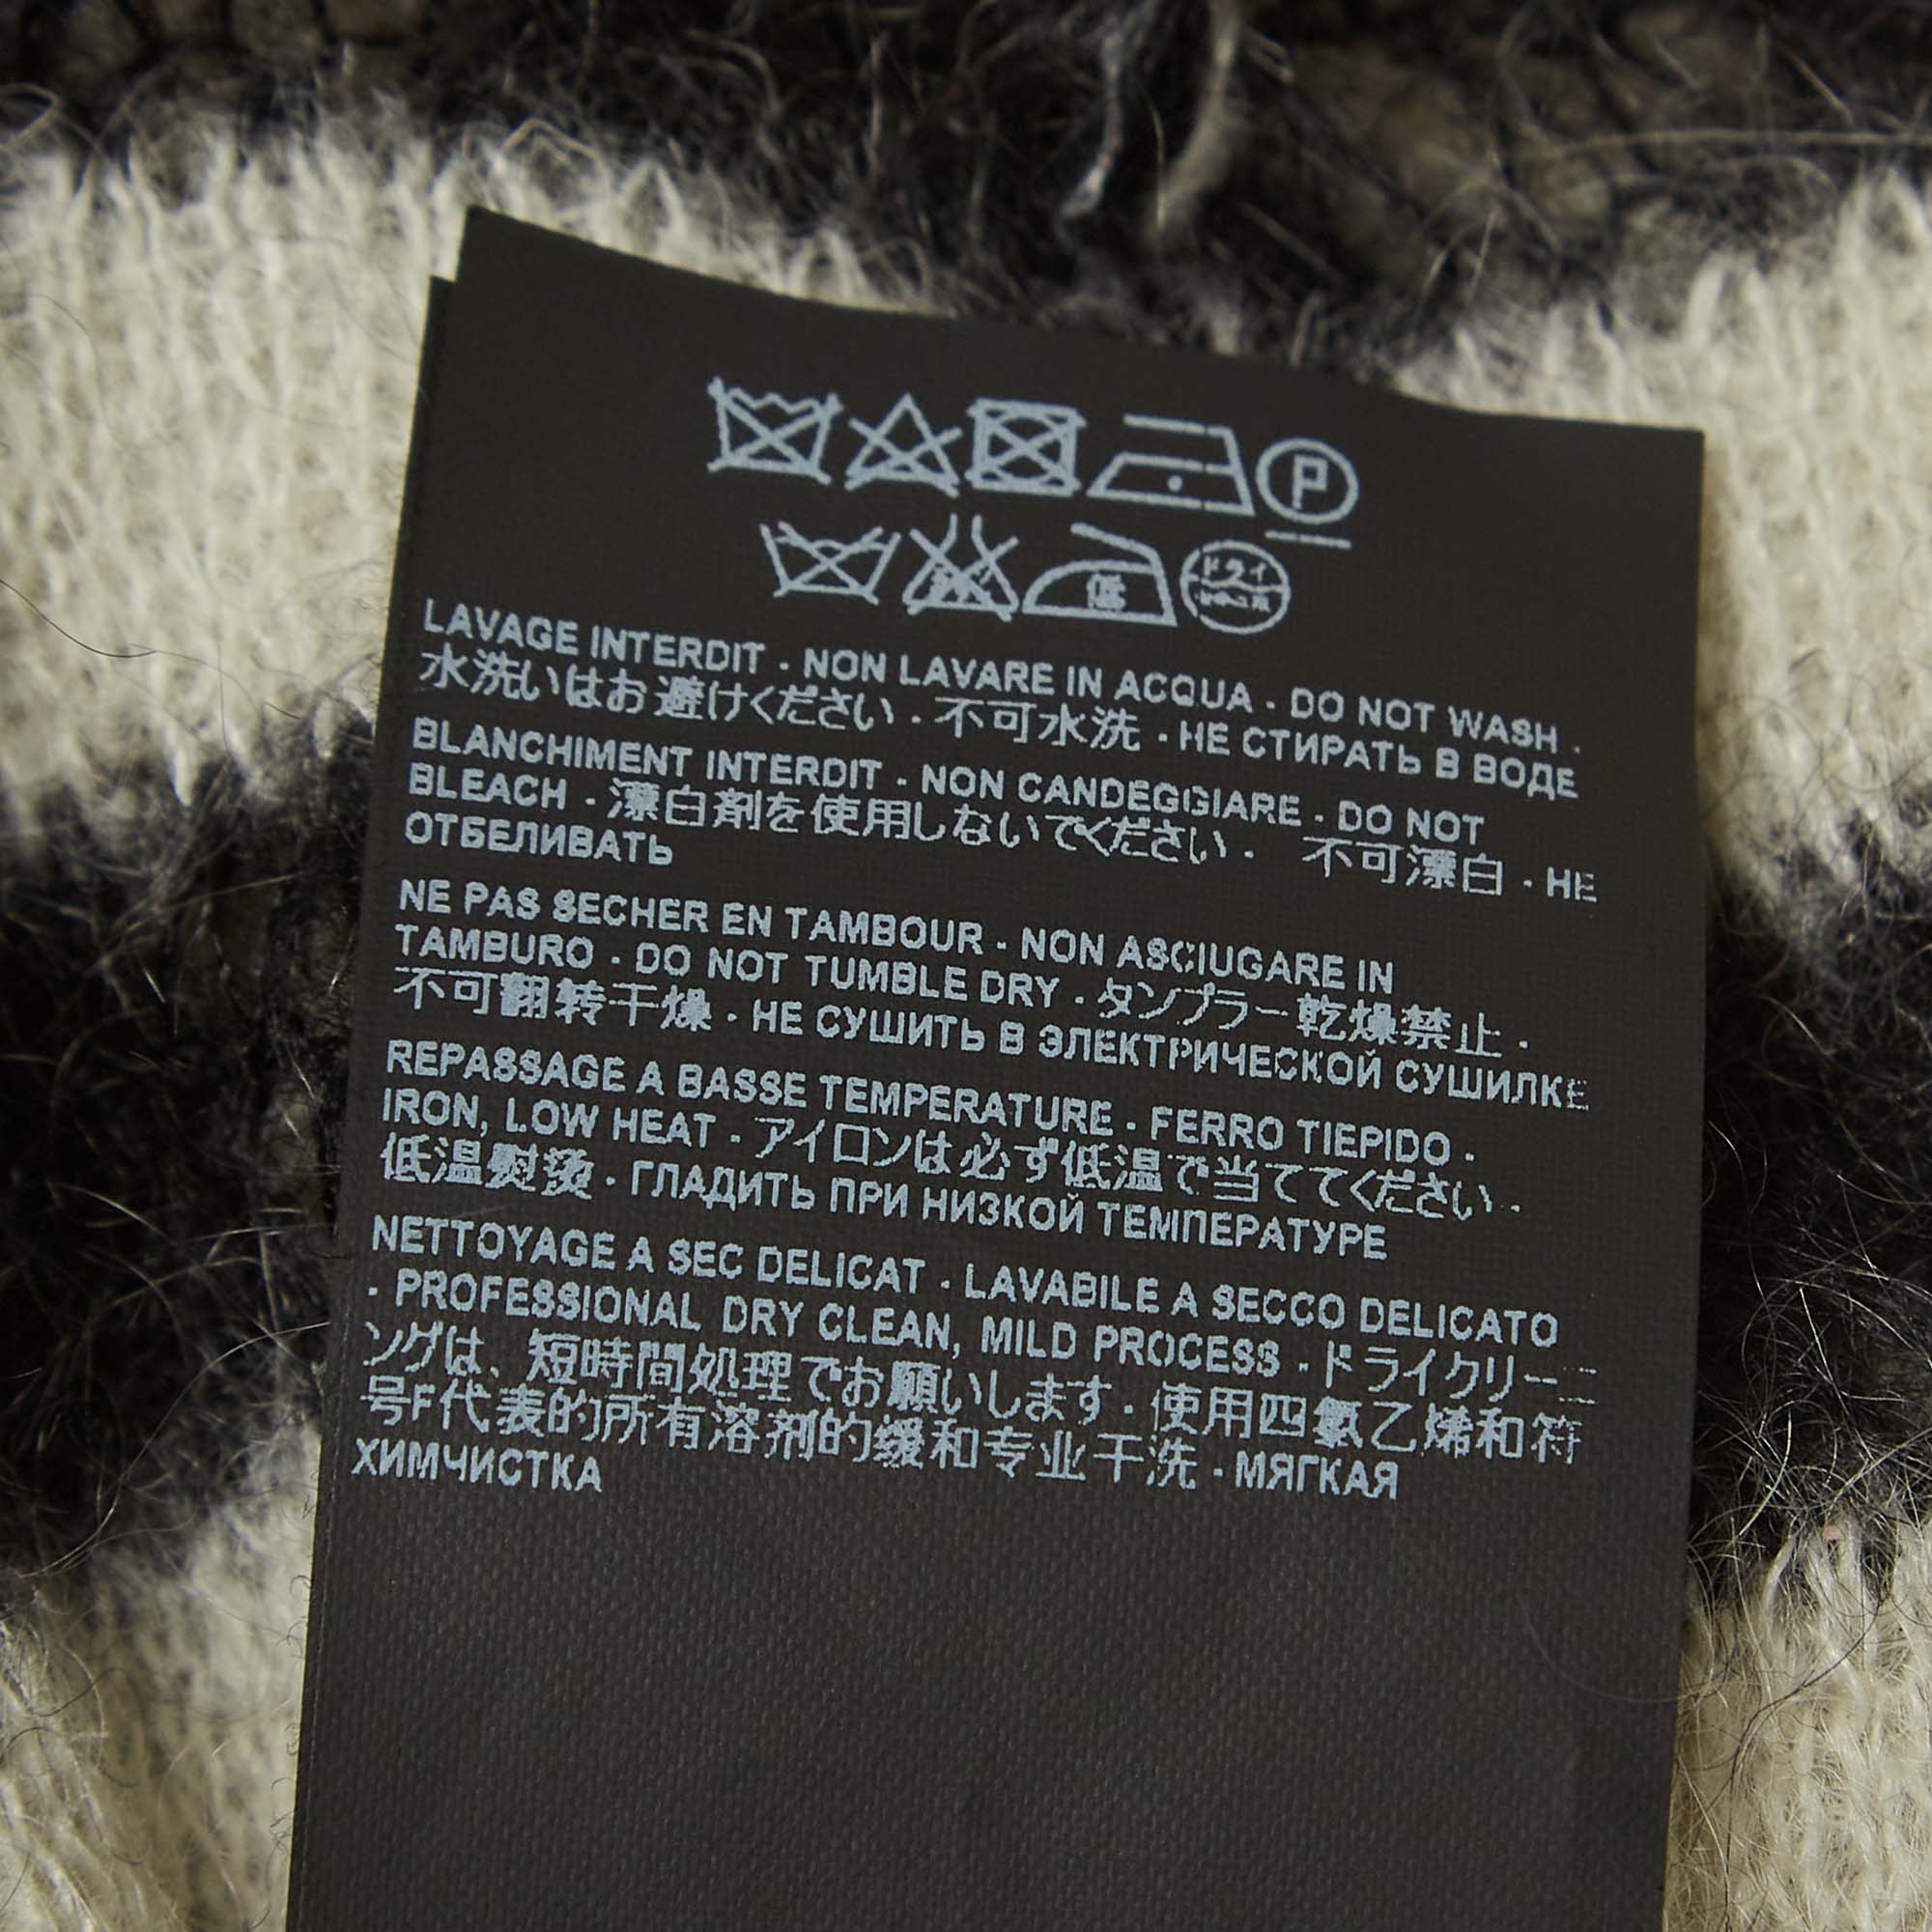 P
低
ドライ
LAVAGE INTERDIT - NON LAVARE IN ACQUA - DO NOT WASH -
水洗いはお避けください - 不可水洗 - НЕ СТИРАТЬ В ВОДЕ
BLANCHIMENT INTERDIT - NON CANDEGGIARE - DO NOT
BLEACH - 漂白剤を使用しないでください - 不可漂白 - НЕ
ОТБЕЛИВАТЬ
NE PAS SECHER EN TAMBOUR - NON ASCIUGARE IN
TAMBURO - DO NOT TUMBLE DRY - タンプラー乾燥禁止 -
不可翻转干燥 - НЕ СУШИТЬ В ЭЛЕКТРИЧЕСКОЙ СУШИЛКЕ
REPASSAGE A BASSE TEMPERATURE - FERRO TIEPIDO -
IRON, LOW HEAT - アイロンは必ず低温で当ててください -
低温熨烫 - ГЛАДИТЬ ПРИ НИЗКОЙ ТЕМПЕРАТУРЕ
NETTOYAGE A SEC DELICAT - LAVABILE A SECCO DELICATO
- PROFESSIONAL DRY CLEAN, MILD PROCESS - ドライクリーニ
ングは、短時間処理でお願いします - 使用四氯乙烯和符
号F代表的所有溶剂的缓和专业干洗 - МЯГКАЯ
ХИМЧИСТКА